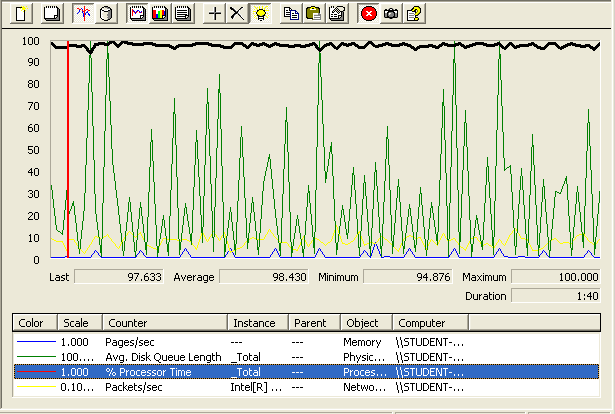 100
90
80
70
60
50
40
30
20
10
0
Last 97.633 Average 98.430 Minimum 94.876 Maximum 100.000
Duration 1:40
Color Scale Counter Instance Parent Object Computer
1.000 Pages/sec --- --- Memory \\STUDENT-...
100.... Avg. Disk Queue Length _Total --- Physic... \\STUDENT-...
1.000 % Processor Time _Total --- Proces... \\STUDENT-...
0.10... Packets/sec Intel[R] ... --- Netwo... \\STUDENT-...